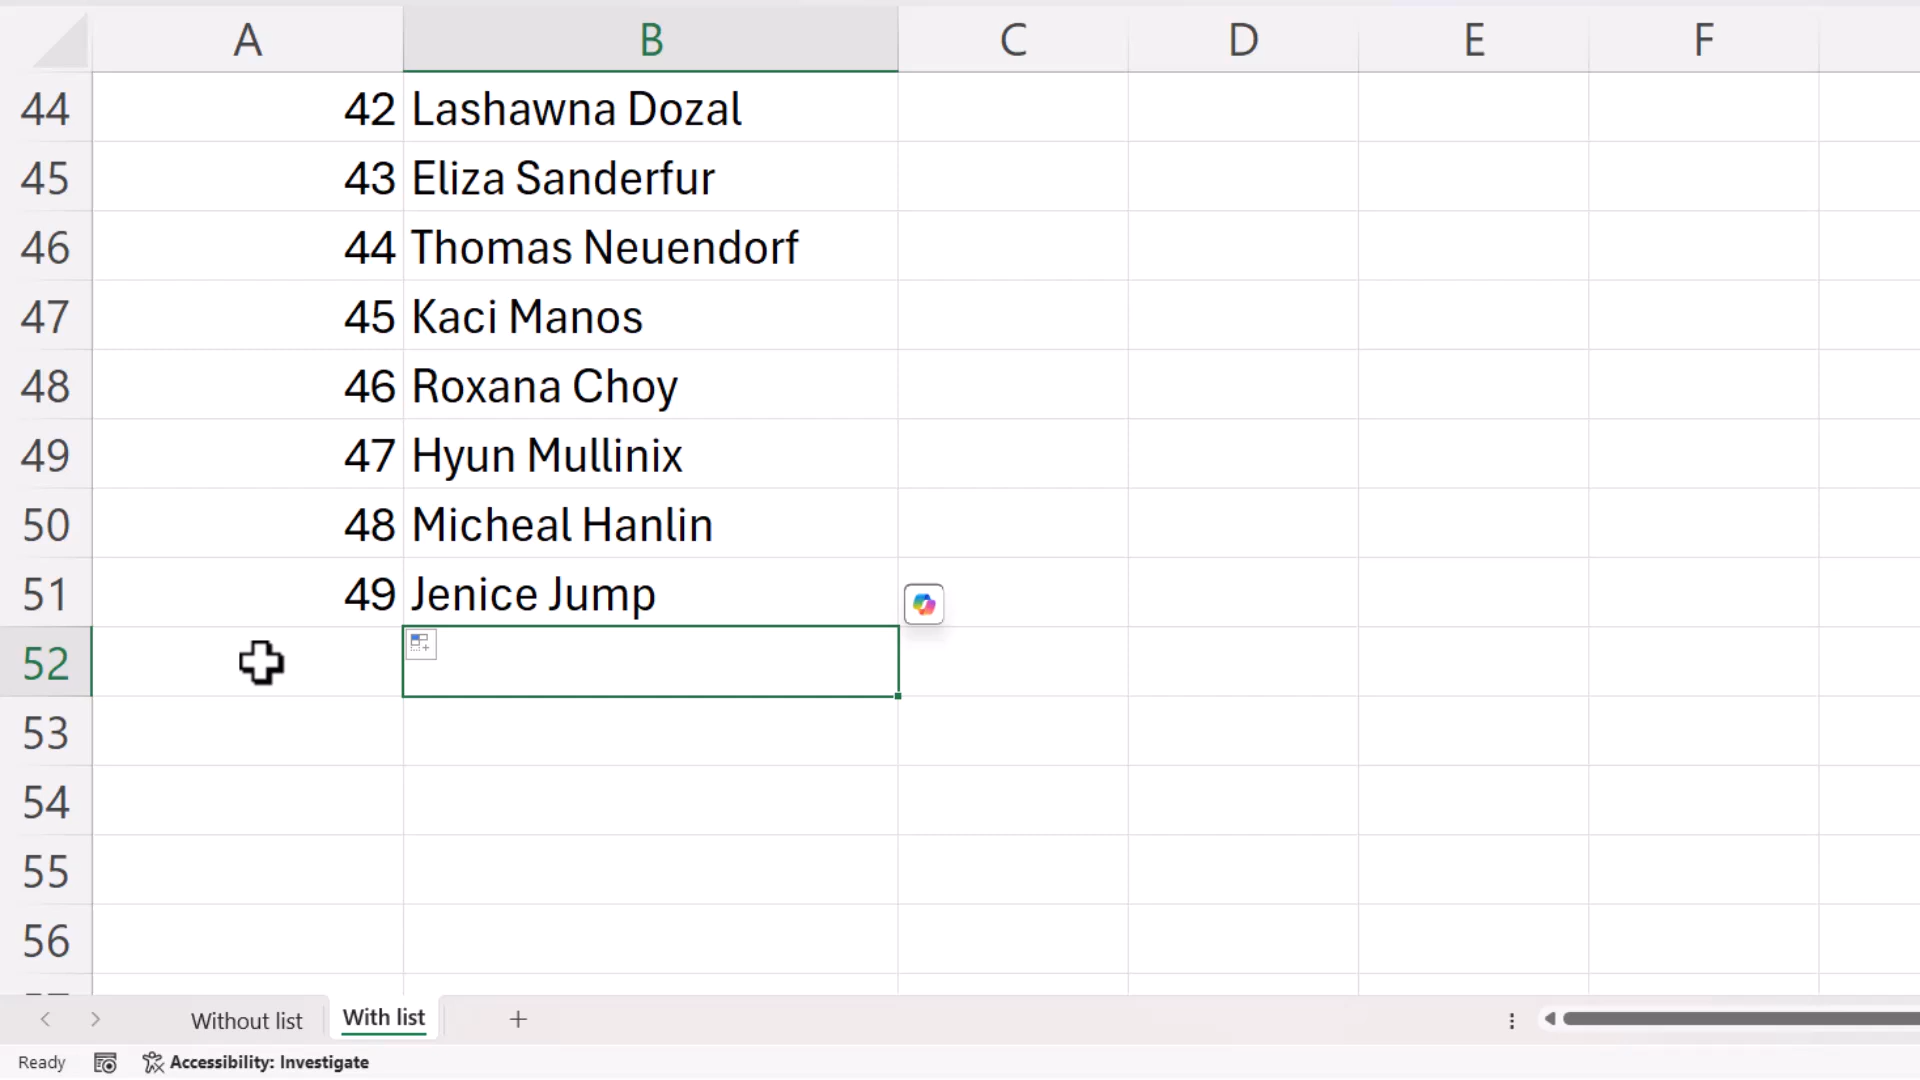 A B C D E F
44 42 Lashawna Dozal
45 43 Eliza Sanderfur
46 44 Thomas Neuendorf
47 45 Kaci Manos
48 46 Roxana Choy
49 47 Hyun Mullinix
50 48 Micheal Hanlin
51 49 Jenice Jump
52
53
54
55
56
Without list With list
Ready Accessibility: Investigate